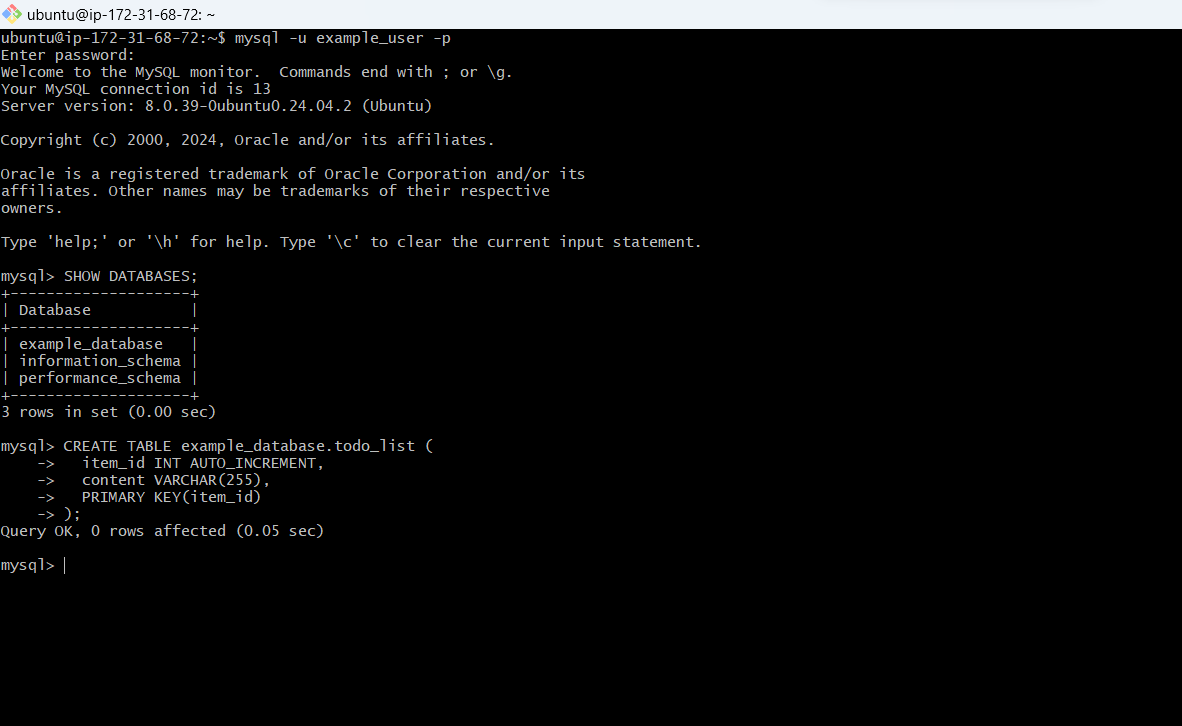 ubuntu@ip-172-31-68-72: ~
ubuntu@ip-172-31-68-72:~$ mysql -u example_user -p
Enter password:
Welcome to the MySQL monitor.  Commands end with ; or \g.
Your MySQL connection id is 13
Server version: 8.0.39-0ubuntu0.24.04.2 (Ubuntu)

Copyright (c) 2000, 2024, Oracle and/or its affiliates.

Oracle is a registered trademark of Oracle Corporation and/or its
affiliates. Other names may be trademarks of their respective
owners.

Type 'help;' or '\h' for help. Type '\c' to clear the current input statement.

mysql> SHOW DATABASES;
+--------------------+
| Database           |
+--------------------+
| example_database   |
| information_schema |
| performance_schema |
+--------------------+
3 rows in set (0.00 sec)

mysql> CREATE TABLE example_database.todo_list (
    ->   item_id INT AUTO_INCREMENT,
    ->   content VARCHAR(255),
    ->   PRIMARY KEY(item_id)
    -> );
Query OK, 0 rows affected (0.05 sec)

mysql>